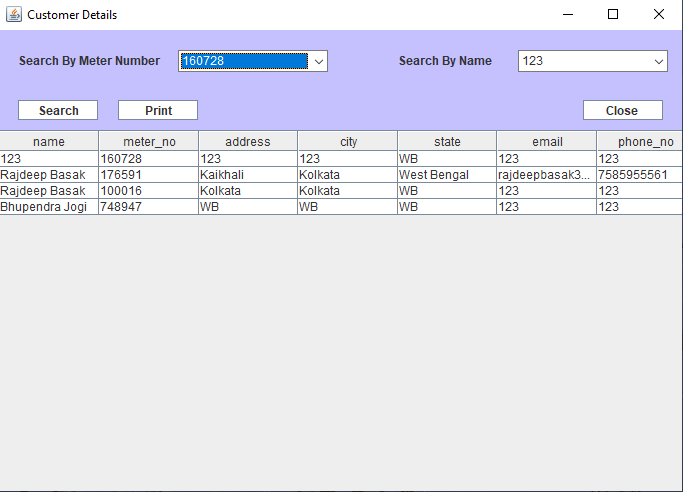 Customer Details
Search By Meter Number 160728 Search By Name 123
Search Print Close
name meter_no address city state email phone_no
123 160728 123 123 WB 123 123
Rajdeep Basak 176591 Kaikhali Kolkata West Bengal rajdeepbasak3... 7585955561
Rajdeep Basak 100016 Kolkata Kolkata WB 123 123
Bhupendra Jogi 748947 WB WB WB 123 123